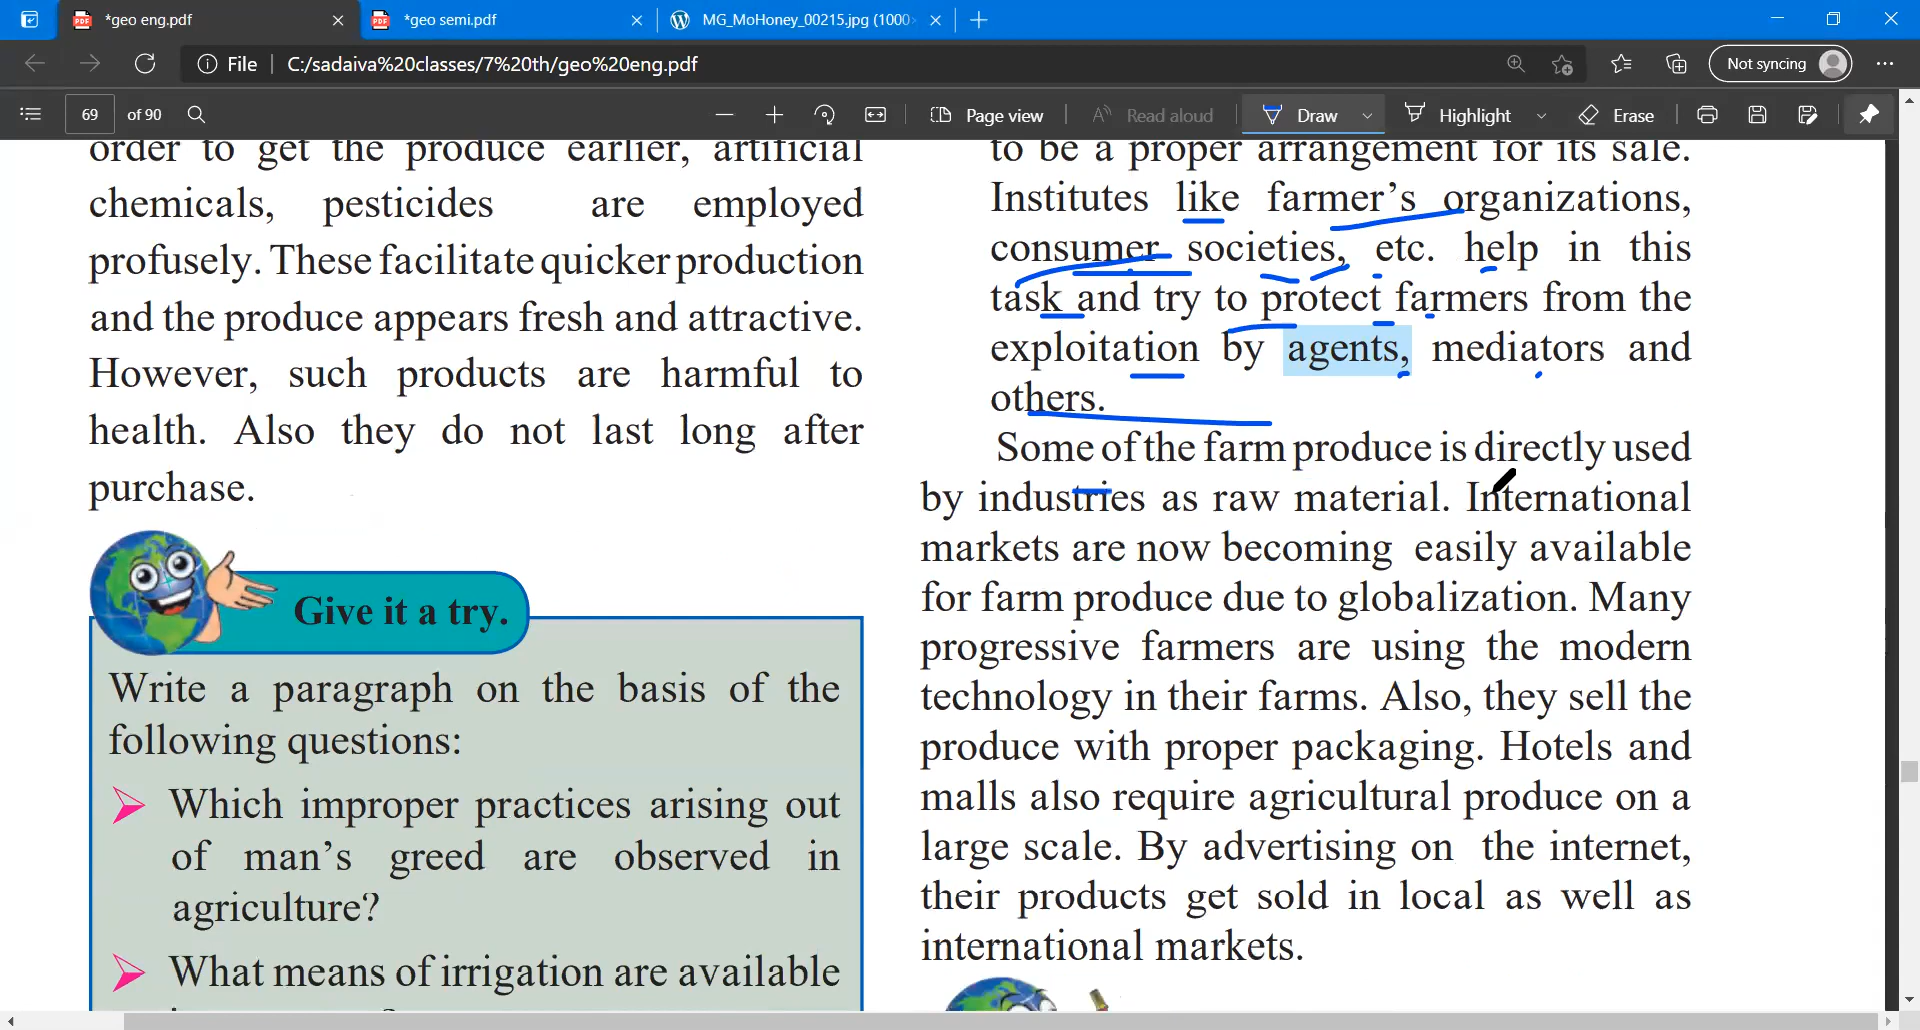 *geo eng.pdf
*geo semi.pdf
MG_MoHoney_00215.jpg (1000×
File
C:/sadaiva%20classes/7%20th/geo%20eng.pdf
Not syncing
69
of 90
Page view
Read aloud
Draw
Highlight
Erase
order to get the produce earlier, artificial
chemicals, pesticides are employed
profusely. These facilitate quicker production
and the produce appears fresh and attractive.
However, such products are harmful to
health. Also they do not last long after
purchase.
Give it a try.
Write a paragraph on the basis of the
following questions:
Which improper practices arising out
of man’s greed are observed in
agriculture?
What means of irrigation are available
to be a proper arrangement for its sale.
Institutes like farmer’s organizations,
consumer societies, etc. help in this
task and try to protect farmers from the
exploitation by agents, mediators and
others.
Some of the farm produce is directly used
by industries as raw material. International
markets are now becoming easily available
for farm produce due to globalization. Many
progressive farmers are using the modern
technology in their farms. Also, they sell the
produce with proper packaging. Hotels and
malls also require agricultural produce on a
large scale. By advertising on the internet,
their products get sold in local as well as
international markets.